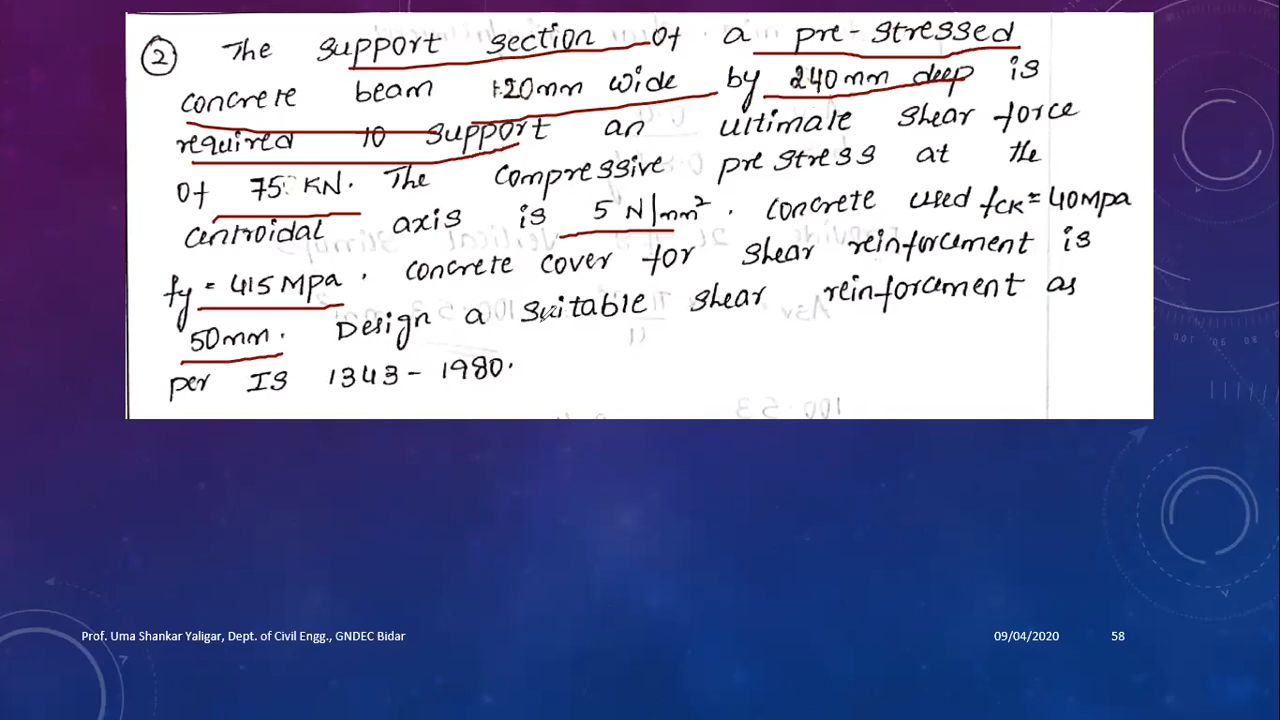 ② The support section of a pre-stressed
concrete beam 120mm wide by 240mm deep is
required to support an ultimate shear force
of 75 KN. The compressive prestress at the
centroidal axis is 5 N/mm². concrete used fck = 40MPa
fy = 415 MPa. concrete cover for shear reinforcement is
50mm. Design a suitable shear reinforcement as
per IS 1343-1980.
Prof. Uma Shankar Yaligar, Dept. of Civil Engg., GNDEC Bidar
09/04/2020
58